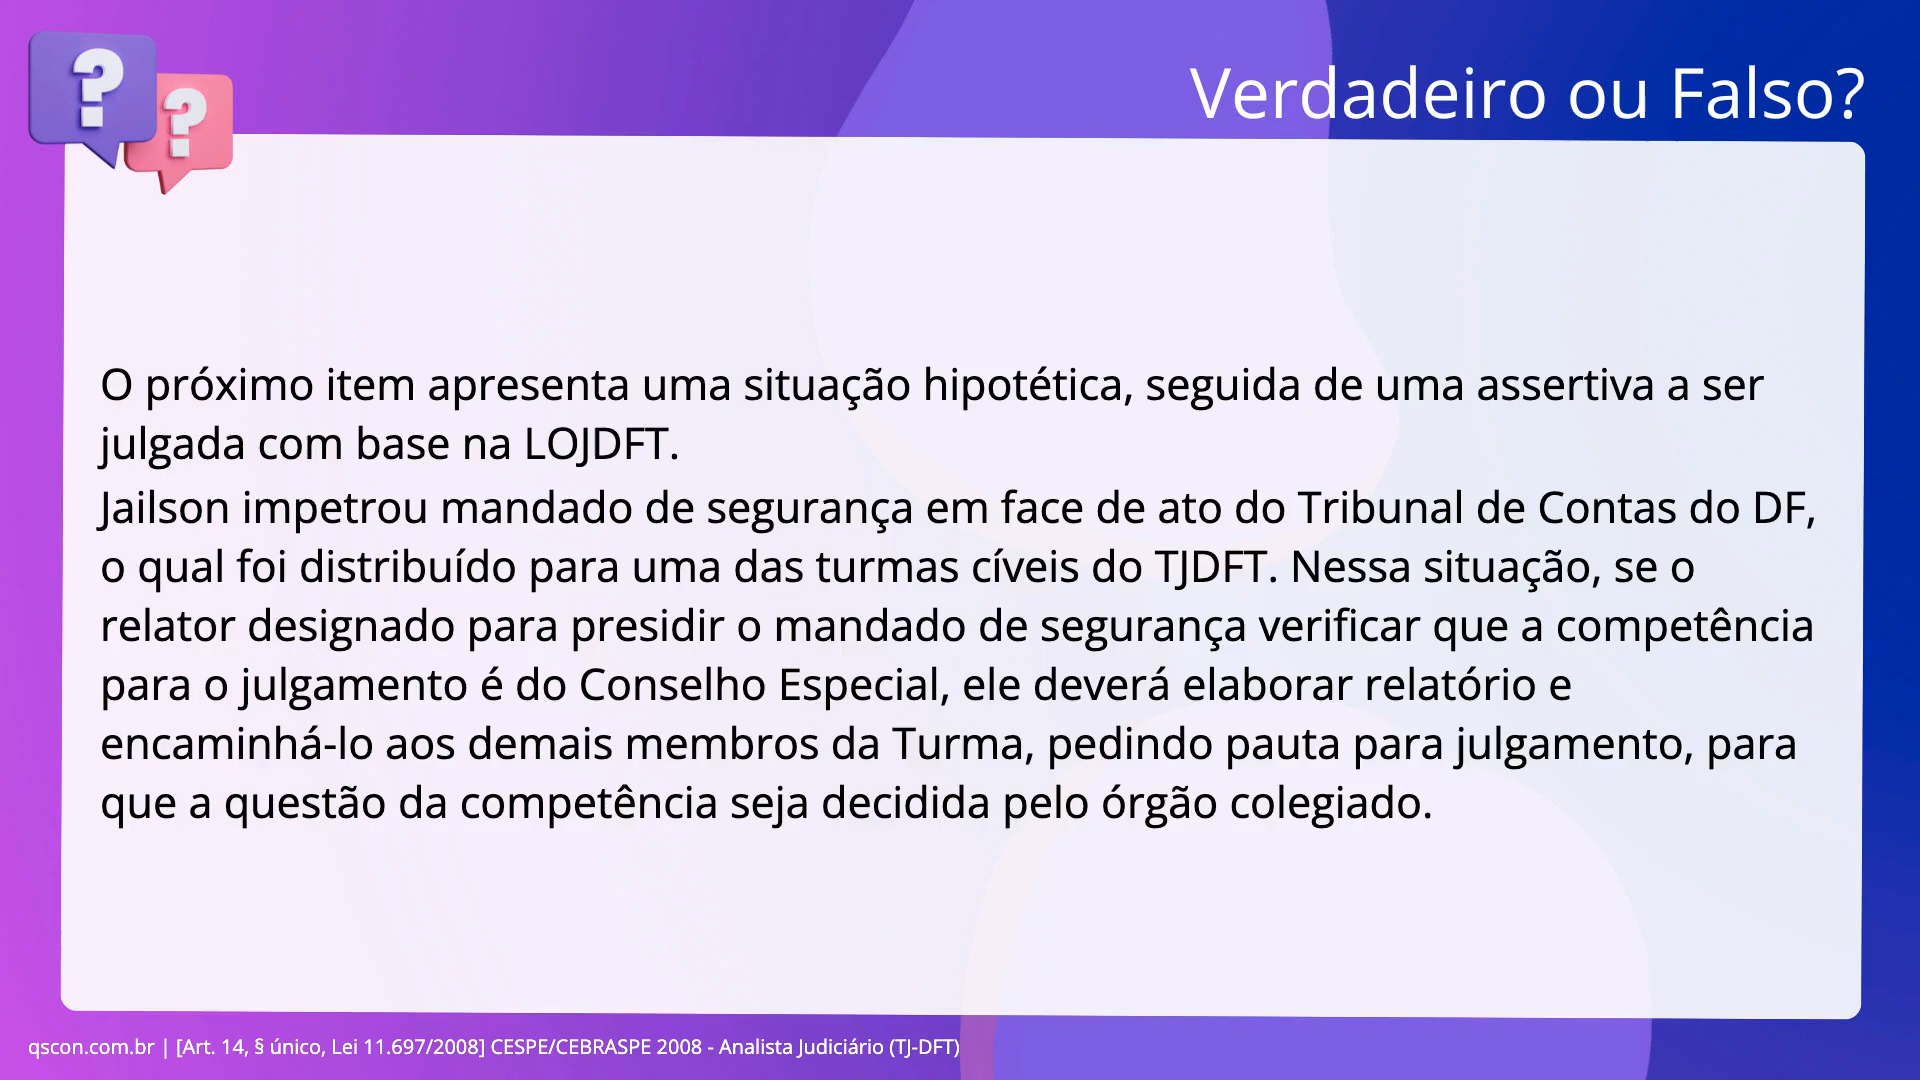 Verdadeiro ou Falso?
O próximo item apresenta uma situação hipotética, seguida de uma assertiva a ser
julgada com base na LOJDFT.
Jailson impetrou mandado de segurança em face de ato do Tribunal de Contas do DF,
o qual foi distribuído para uma das turmas cíveis do TJDFT. Nessa situação, se o
relator designado para presidir o mandado de segurança verificar que a competência
para o julgamento é do Conselho Especial, ele deverá elaborar relatório e
encaminhá-lo aos demais membros da Turma, pedindo pauta para julgamento, para
que a questão da competência seja decidida pelo órgão colegiado.
qscon.com.br | [Art. 14, § único, Lei 11.697/2008] CESPE/CEBRASPE 2008 - Analista Judiciário (TJ-DFT)